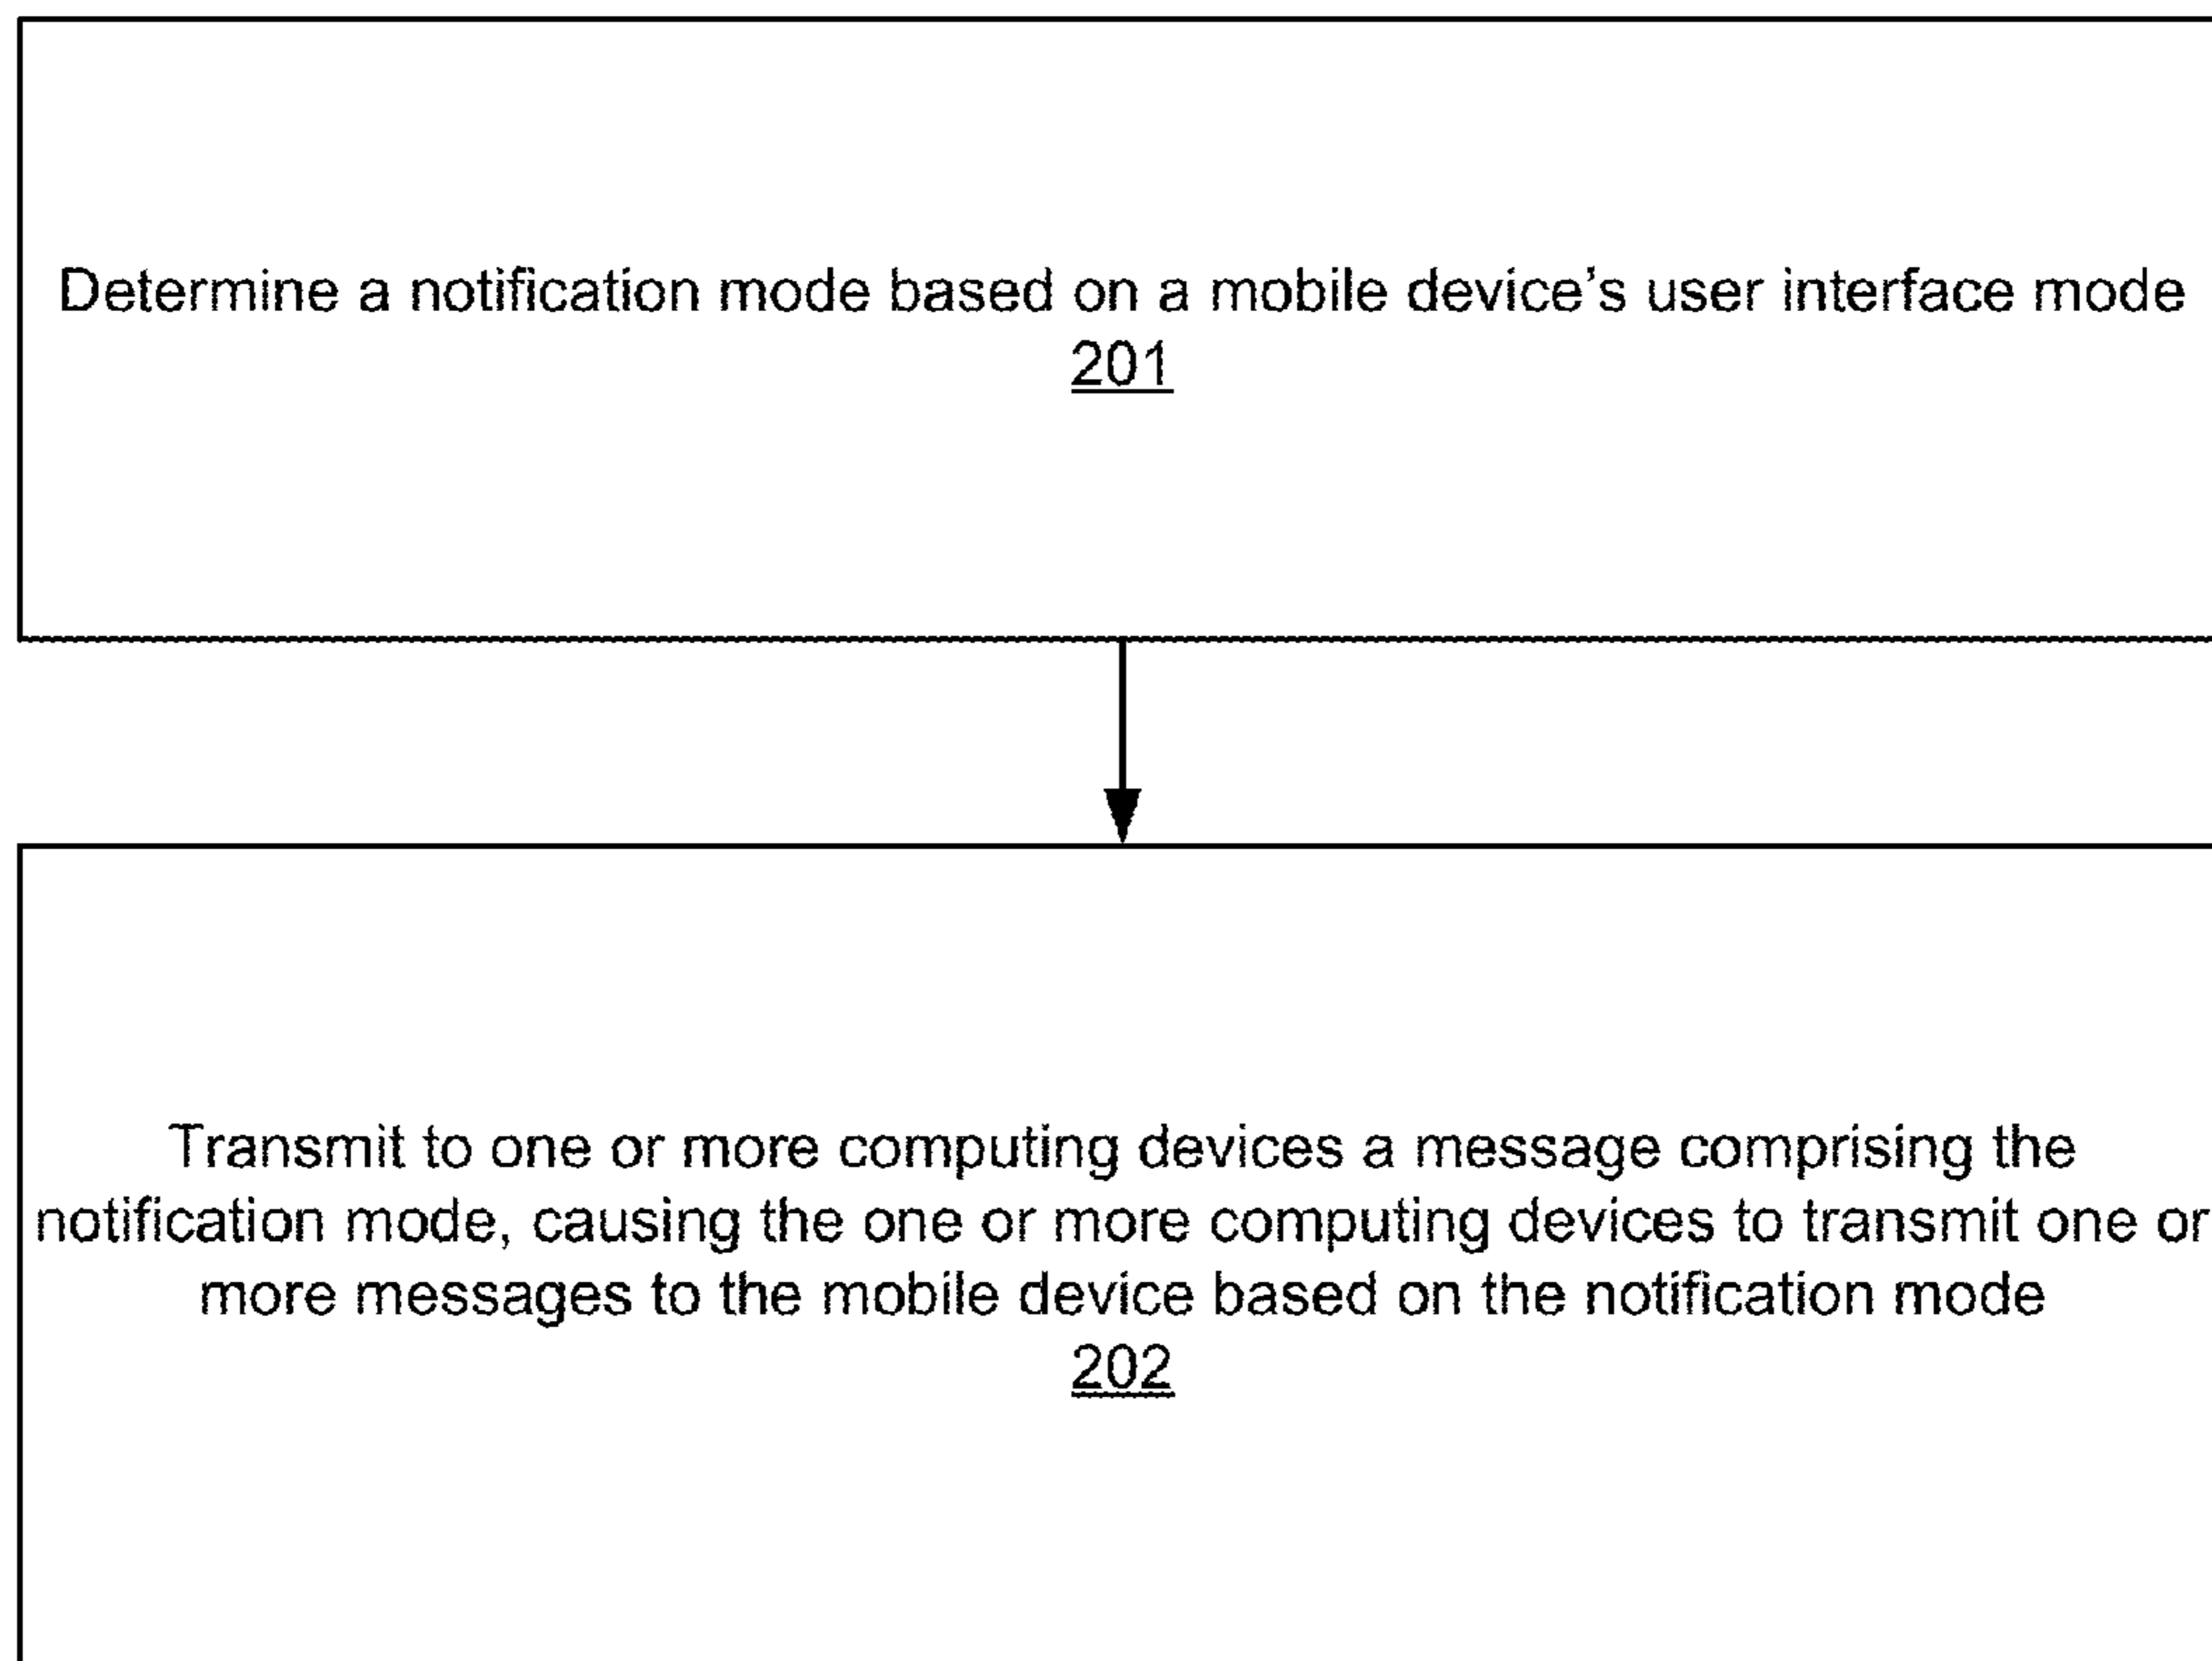 Determine a notification mode based on a mobile device's user interface mode
201
Transmit to one or more computing devices a message comprising the
notification mode, causing the one or more computing devices to transmit one or
more messages to the mobile device based on the notification mode
202